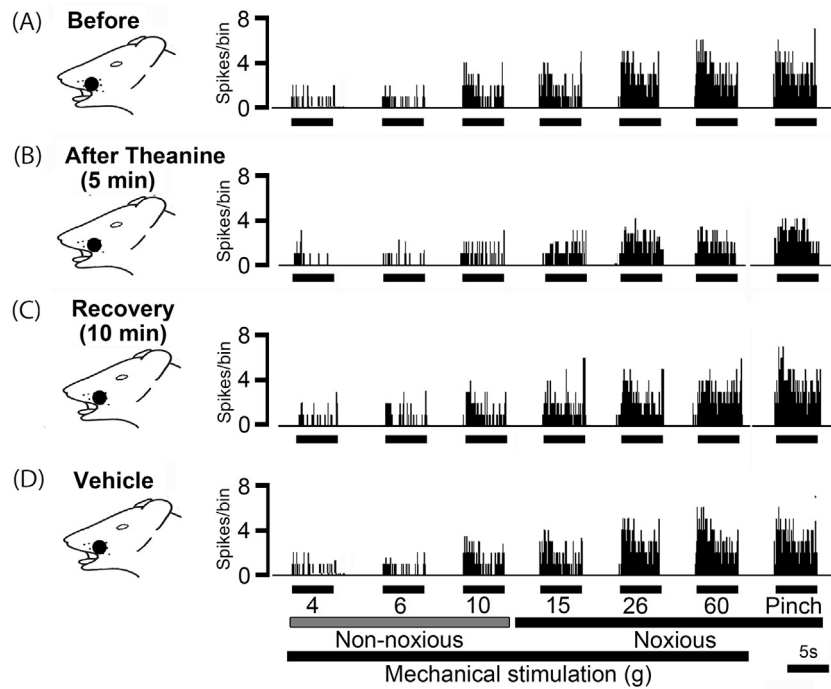 (A) Before
Spikes/bin
8
4
0
(B) After Theanine
(5 min)
Spikes/bin
8
4
0
(C) Recovery
(10 min)
Spikes/bin
8
4
0
(D) Vehicle
Spikes/bin
8
4
0
4 6 10 15 26 60 Pinch
Non-noxious Noxious
5s
Mechanical stimulation (g)